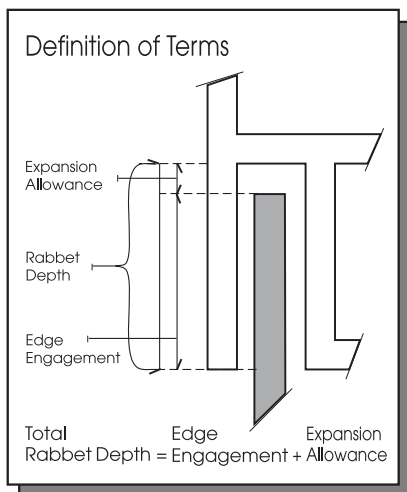 Definition of Terms
Expansion
Allowance
Rabbet
Depth
Edge
Engagement
Total Edge Expansion
Rabbet Depth = Engagement + Allowance